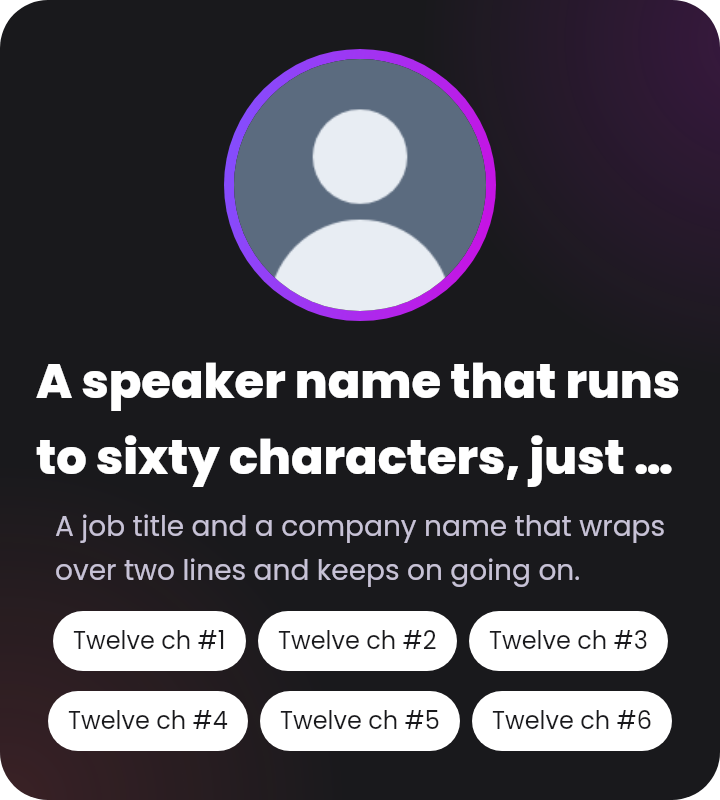 A speaker name that runs
to sixty characters, just ...
A job title and a company name that wraps
over two lines and keeps on going on.
Twelve ch #1 Twelve ch #2 Twelve ch #3
Twelve ch #4 Twelve ch #5 Twelve ch #6